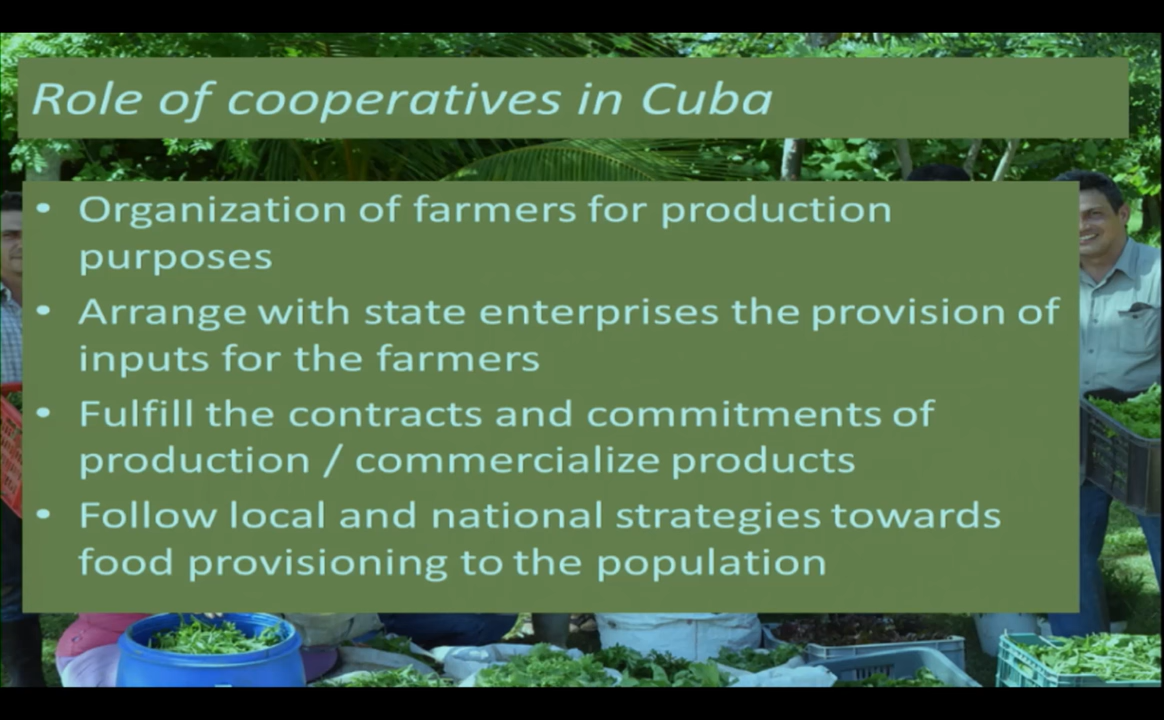 Role of cooperatives in Cuba
• Organization of farmers for production
purposes
• Arrange with state enterprises the provision of
inputs for the farmers
• Fulfill the contracts and commitments of
production / commercialize products
• Follow local and national strategies towards
food provisioning to the population